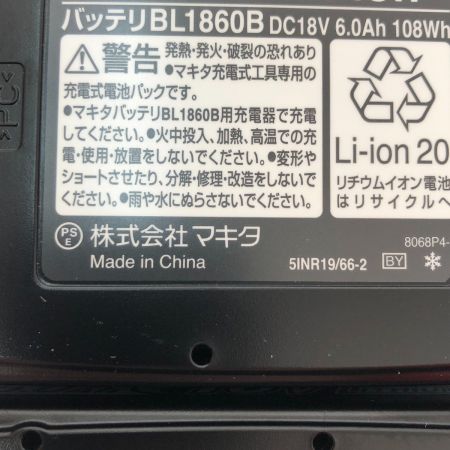 バッテリBL1860B DC18V 6.0Ah 108Wh
警告 発熱・発火・破裂の恐れあり
●マキタ充電式工具専用の
充電式電池パックです。
●マキタバッテリBL1860B用充電器で充電
してください。●火中投入、加熱、高温での充
電・使用・放置をしないでください。●変形や
ショートさせたり、分解・修理・改造をしないで
ください。●雨や水にぬらさないでください。
Li-ion 20
リチウムイオン電池
はリサイクルへ
PS
E
株式会社 マキタ
Made in China
8068P4-
5INR19/66-2 BY
PC